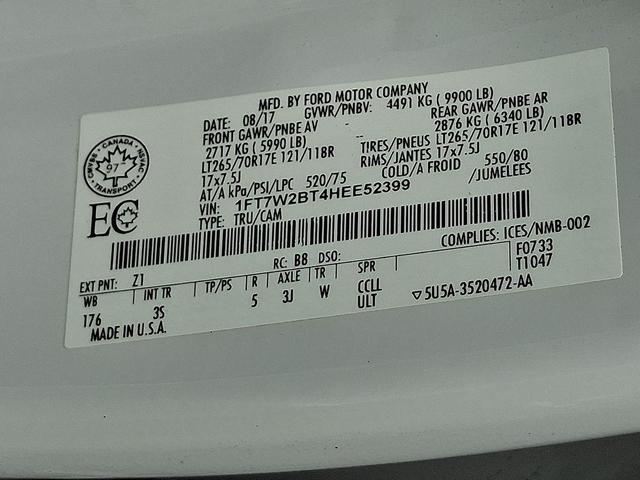 MFD. BY FORD MOTOR COMPANY
DATE: 08/17 GVWR/PNBV: 4491 KG ( 9900 LB)
FRONT GAWR/PNBE AV REAR GAWR/PNBE AR
2717 KG ( 5990 LB) -- 2876 KG ( 6340 LB)
LT265/70R17E 121/118R TIRES/PNEUS LT265/70R17E 121/118R
17x7.5J -- RIMS/JANTES 17x7.5J
AT/A kPa/PSI/LPC 520/75 COLD/A FROID 550/80
VIN: 1FT7W2BT4HEE52399 /JUMELEES
TYPE: TRU/CAM
CANADA
NSVAC
97
TRANSPORT
EC
COMPLIES: ICES/NMB-002
EXT PNT: Z1 RC: B8 DSO: F0733
WB INT TR TP/PS R AXLE TR SPR T1047
176 3S 5 3J W CCLL
ULT ▽5U5A-3520472-AA
MADE IN U.S.A.